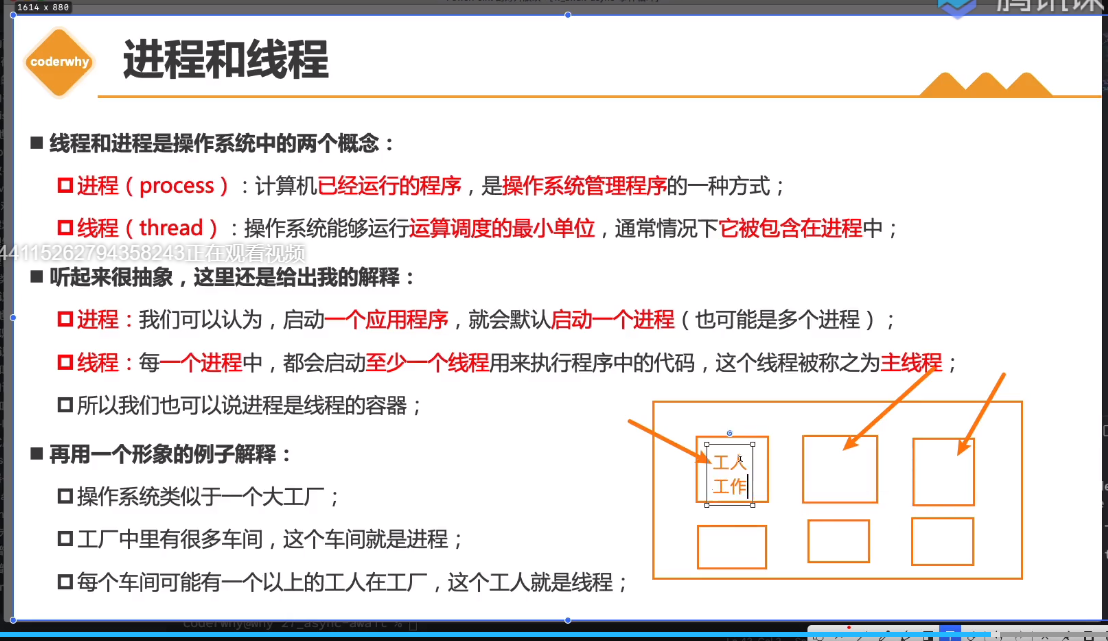 1614 x 880
腾讯课
coderwhy
进程和线程
■ 线程和进程是操作系统中的两个概念：
进程（process）：计算机已经运行的程序，是操作系统管理程序的一种方式；
线程（thread）：操作系统能够运行运算调度的最小单位，通常情况下它被包含在进程中；
44115262794358243正在观看视频
■ 听起来很抽象，这里还是给出我的解释：
进程：我们可以认为，启动一个应用程序，就会默认启动一个进程（也可能是多个进程）；
线程：每一个进程中，都会启动至少一个线程用来执行程序中的代码，这个线程被称之为主线程；
所以我们也可以说进程是线程的容器；
■ 再用一个形象的例子解释：
工人
工作
操作系统类似于一个大工厂；
工厂中里有很多车间，这个车间就是进程；
每个车间可能有一个以上的工人在工厂，这个工人就是线程；